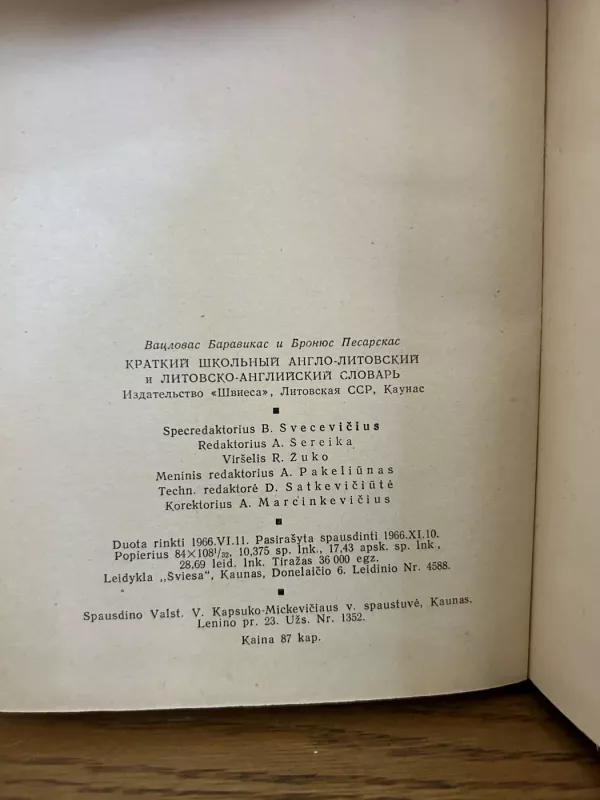 Вацловас Баравикас и Бронюс Песарскас
КРАТКИЙ ШКОЛЬНЫЙ АНГЛО-ЛИТОВСКИЙ
и ЛИТОВСКО-АНГЛИЙСКИЙ СЛОВАРЬ
Издательство «Швиеса», Литовская ССР, Каунас
Specredaktorius B. Svecevičius
Redaktorius A. Sereika
Viršelis R. Žuko
Meninis redaktorius A. Pakeliūnas
Techn. redaktorė D. Satkevičiūtė
Korektorius A. Marcinkevičius
Duota rinkti 1966.VI.11. Pasirašyta spausdinti 1966.XI.10.
Popierius 84×108¹/₃₂, 10,375 sp. lnk., 17,43 apsk. sp. lnk.,
28,69 leid. lnk. Tiražas 36 000 egz.
Leidykla „Šviesa", Kaunas, Donelaičio 6. Leidinio Nr. 4588.
Spausdino Valst. V. Kapsuko-Mickevičiaus v. spaustuvė, Kaunas.
Lenino pr. 23. Užs. Nr. 1352.
Kaina 87 kap.